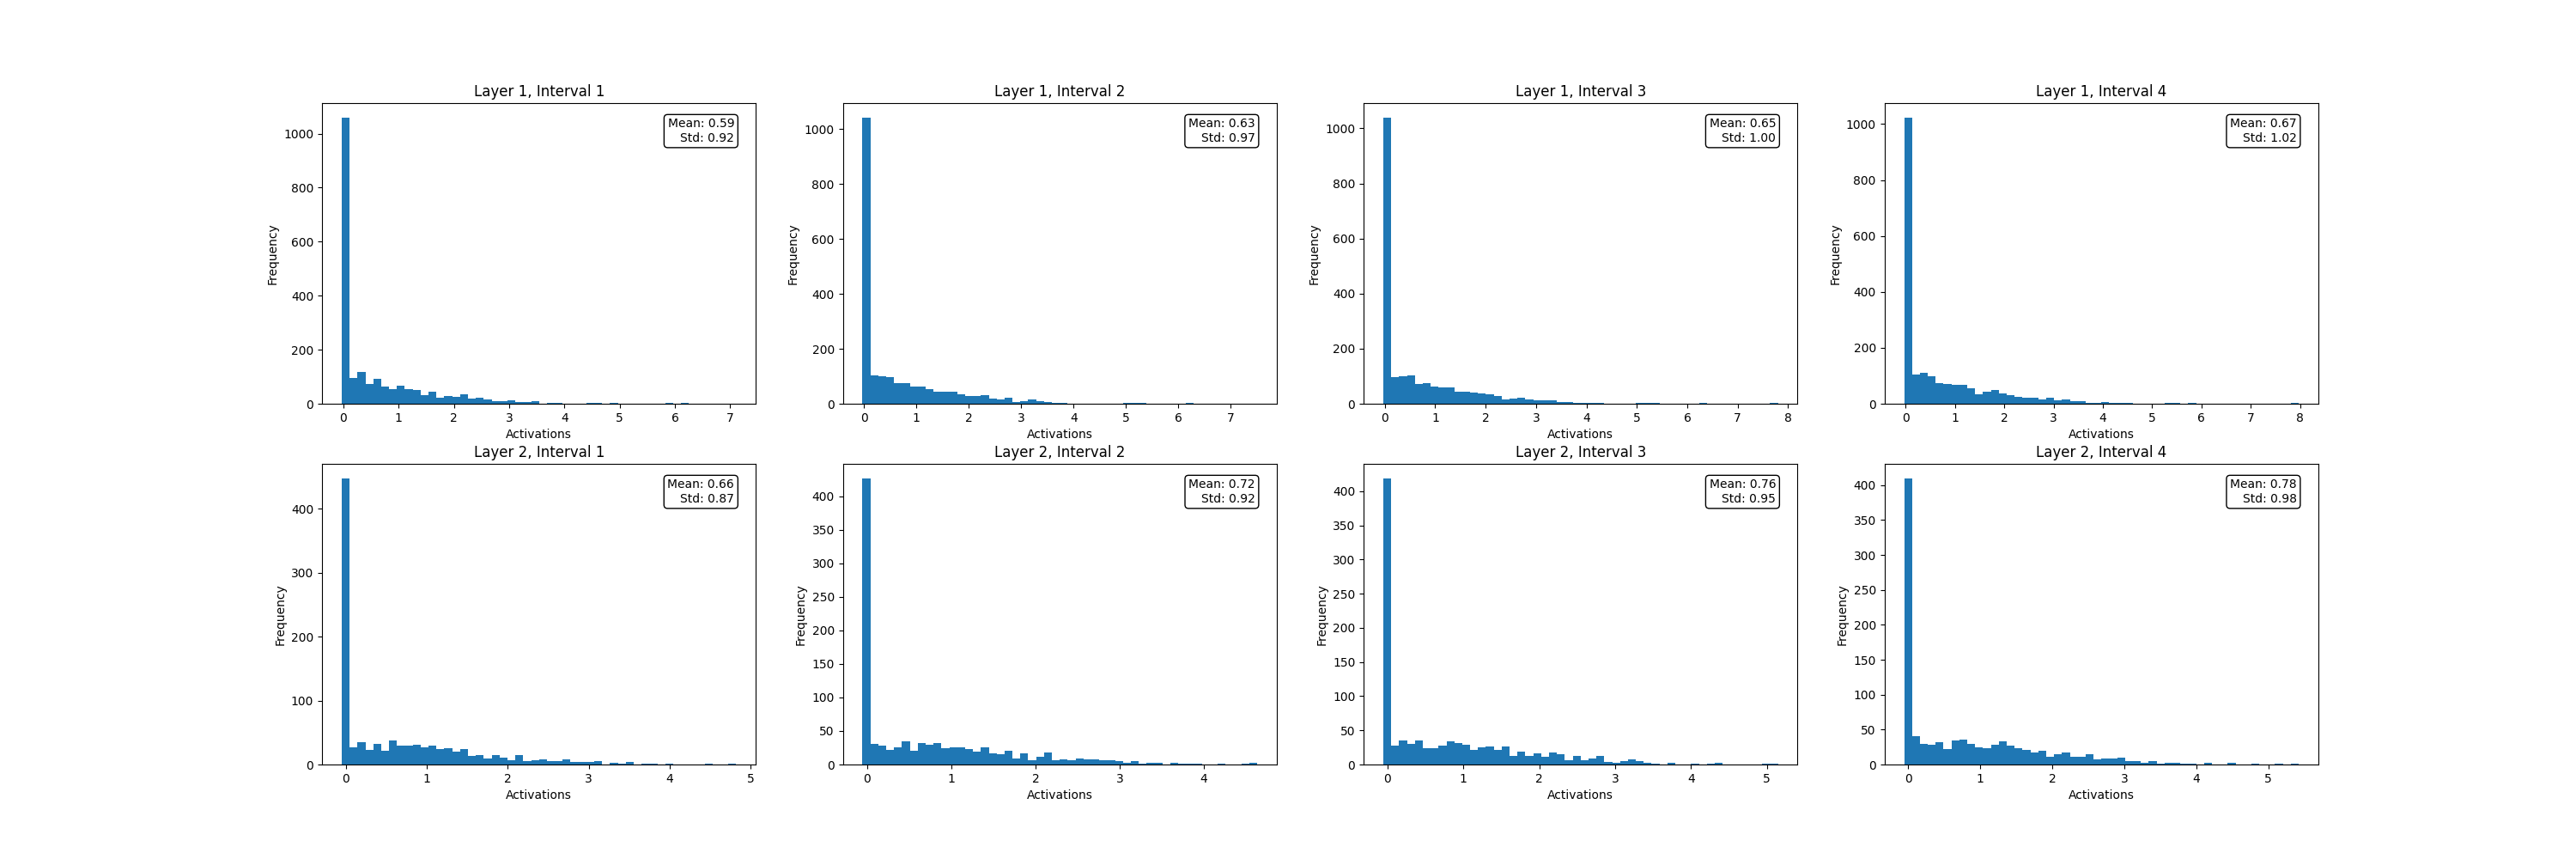 Layer 1, Interval 1
Mean: 0.59
Std: 0.92
1000
800
600
400
200
0
Frequency
0 1 2 3 4 5 6 7
Activations
Layer 1, Interval 2
Mean: 0.63
Std: 0.97
1000
800
600
400
200
0
Frequency
0 1 2 3 4 5 6 7
Activations
Layer 1, Interval 3
Mean: 0.65
Std: 1.00
1000
800
600
400
200
0
Frequency
0 1 2 3 4 5 6 7 8
Activations
Layer 1, Interval 4
Mean: 0.67
Std: 1.02
1000
800
600
400
200
0
Frequency
0 1 2 3 4 5 6 7 8
Activations
Layer 2, Interval 1
Mean: 0.66
Std: 0.87
400
300
200
100
0
Frequency
0 1 2 3 4 5
Activations
Layer 2, Interval 2
Mean: 0.72
Std: 0.92
400
350
300
250
200
150
100
50
0
Frequency
0 1 2 3 4
Activations
Layer 2, Interval 3
Mean: 0.76
Std: 0.95
400
350
300
250
200
150
100
50
0
Frequency
0 1 2 3 4 5
Activations
Layer 2, Interval 4
Mean: 0.78
Std: 0.98
400
350
300
250
200
150
100
50
0
Frequency
0 1 2 3 4 5
Activations